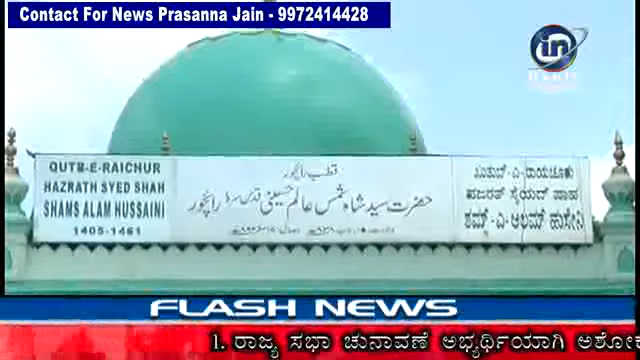 Contact For News Prasanna Jain - 9972414428
in
QUTB-E-RAICHUR
HAZRATH SYED SHAH
SHAMS ALAM HUSSAINI
1405-1461
قطب رائچور
حضرت سید شاہ شمس عالم حسینی قدس سرہ رائچور
ಖುತುಬ್-ಎ-ರಾಯಚೂರು
ಹಜರತ್ ಸೈಯದ್ ಷಾಹ
ಶಮ್ಸ್-ಎ-ಆಲಮ್ ಹುಸೇನಿ
FLASH NEWS
1. ರಾಜ್ಯ ಸಭಾ ಚುನಾವಣೆ ಅಭ್ಯರ್ಥಿಯಾಗಿ ಅಶೋಕ